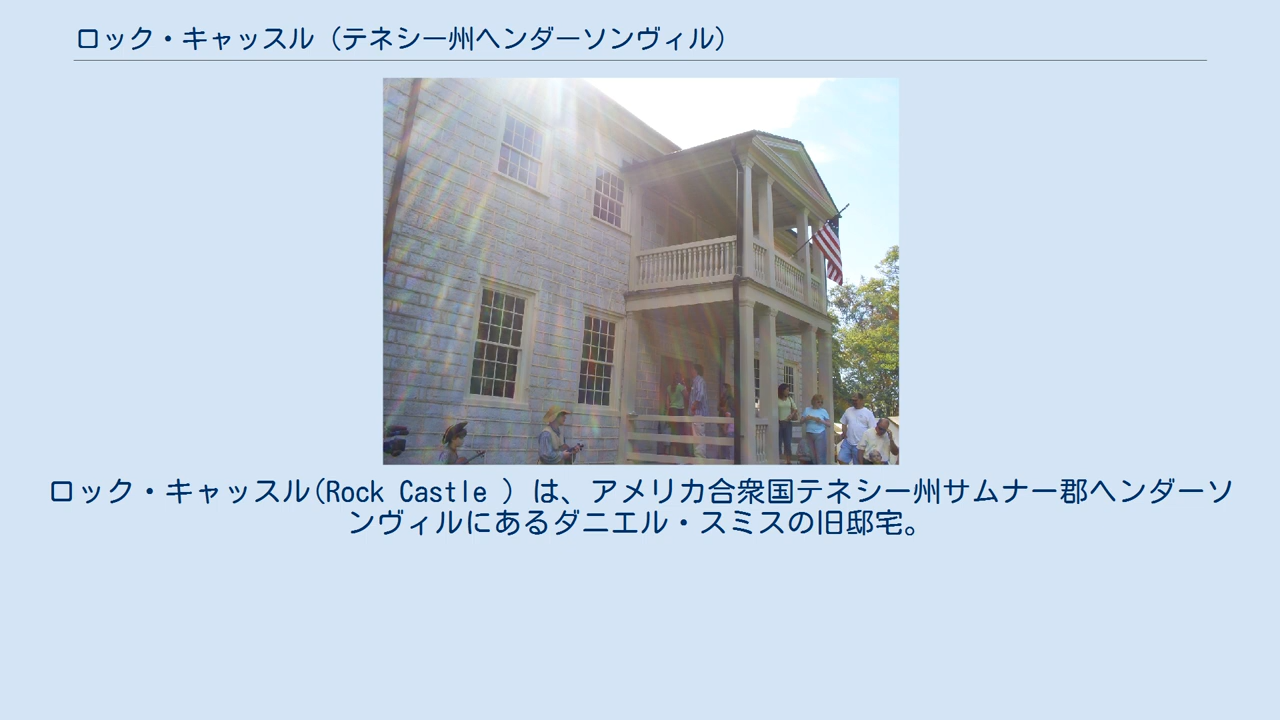 ロック・キャッスル (テネシー州ヘンダーソンヴィル)
ロック・キャッスル(Rock Castle ) は、アメリカ合衆国テネシー州サムナー郡ヘンダーソ
ンヴィルにあるダニエル・スミスの旧邸宅。